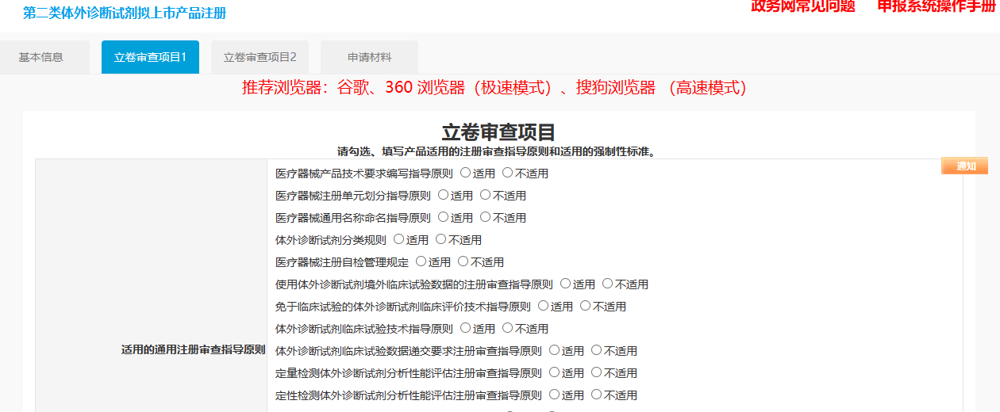 第二类体外诊断试剂拟上市产品注册
政务网常见问题 申报系统操作手册
基本信息 立卷审查项目1 立卷审查项目2 申请材料
推荐浏览器：谷歌、360 浏览器（极速模式）、搜狗浏览器 （高速模式）
立卷审查项目
请勾选、填写产品适用的注册审查指导原则和适用的强制性标准。
通知
医疗器械产品技术要求编写指导原则 适用 不适用
医疗器械注册单元划分指导原则 适用 不适用
医疗器械通用名称命名指导原则 适用 不适用
体外诊断试剂分类规则 适用 不适用
医疗器械注册自检管理规定 适用 不适用
使用体外诊断试剂境外临床试验数据的注册审查指导原则 适用 不适用
免于临床试验的体外诊断试剂临床评价技术指导原则 适用 不适用
体外诊断试剂临床试验技术指导原则 适用 不适用
适用的通用注册审查指导原则
体外诊断试剂临床试验数据递交要求注册审查指导原则 适用 不适用
定量检测体外诊断试剂分析性能评估注册审查指导原则 适用 不适用
定性检测体外诊断试剂分析性能评估注册审查指导原则 适用 不适用